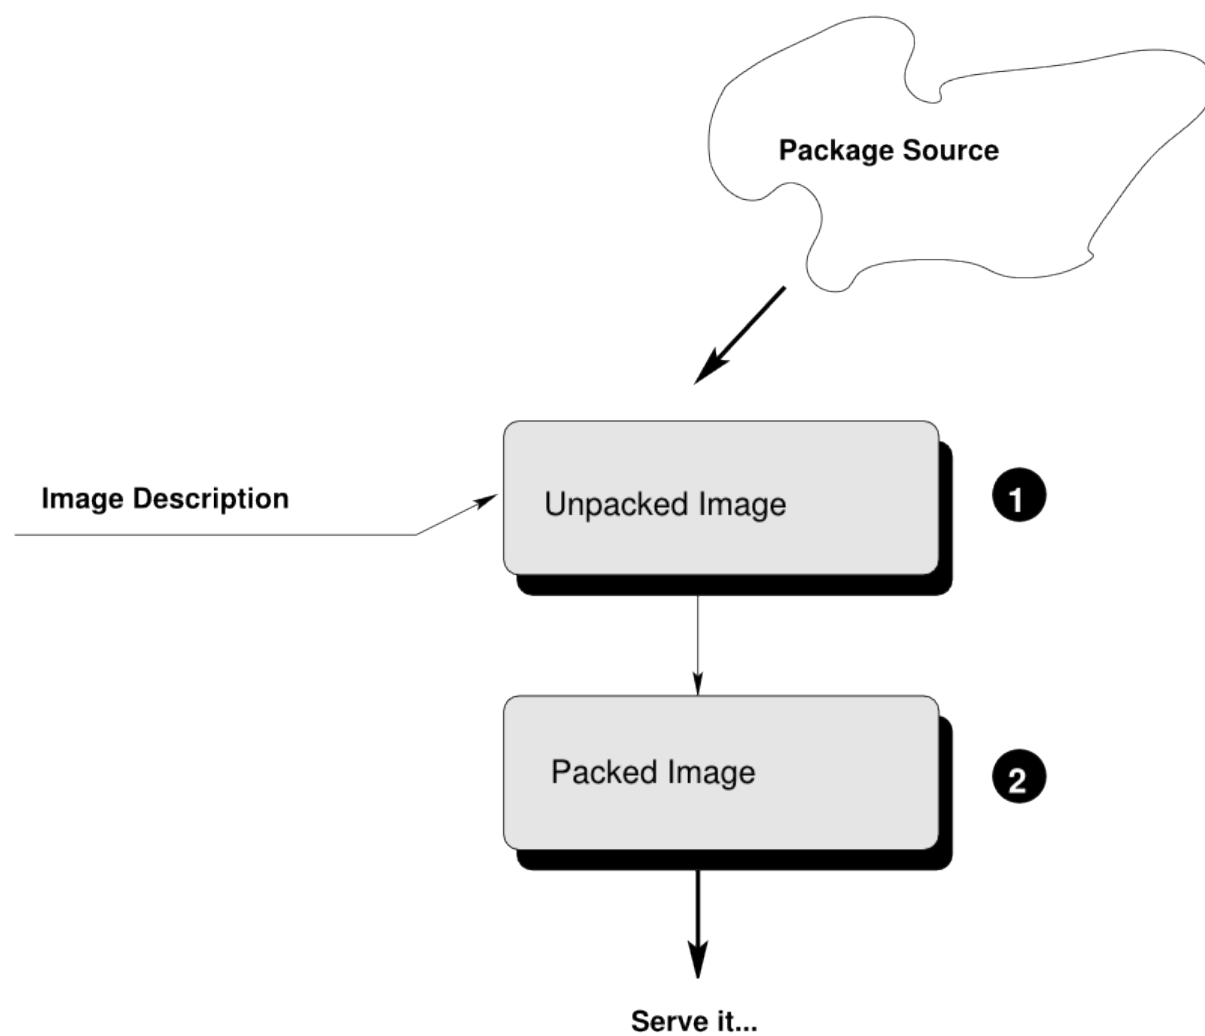 Package Source
Image Description
Unpacked Image
1
Packed Image
2
Serve it...